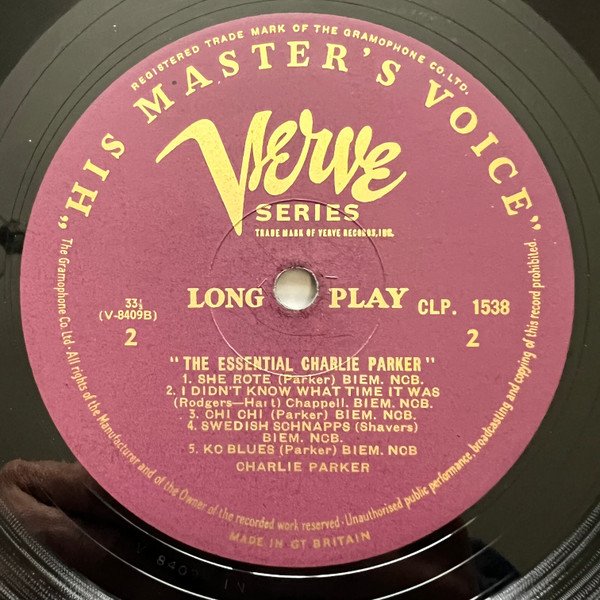 REGISTERED TRADE MARK OF THE GRAMOPHONE CO. LTD.
"HIS MASTER'S VOICE"
Verve
SERIES
TRADE MARK OF VERVE RECORDS, INC.
LONG PLAY
33⅓
(V-8409B)
2
CLP. 1538
2
"THE ESSENTIAL CHARLIE PARKER"
1. SHE ROTE (Parker) BIEM. NCB.
2. I DIDN'T KNOW WHAT TIME IT WAS
(Rodgers—Hart) Chappell. BIEM. NCB.
3. CHI CHI (Parker) BIEM. NCB.
4. SWEDISH SCHNAPPS (Shavers)
BIEM. NCB.
5. KC BLUES (Parker) BIEM. NCB
CHARLIE PARKER
The Gramophone Co Ltd · All rights of the Manufacturer and of the Owner of the recorded work reserved · Unauthorised public performance, broadcasting and copying of this record prohibited.
MADE IN GT BRITAIN